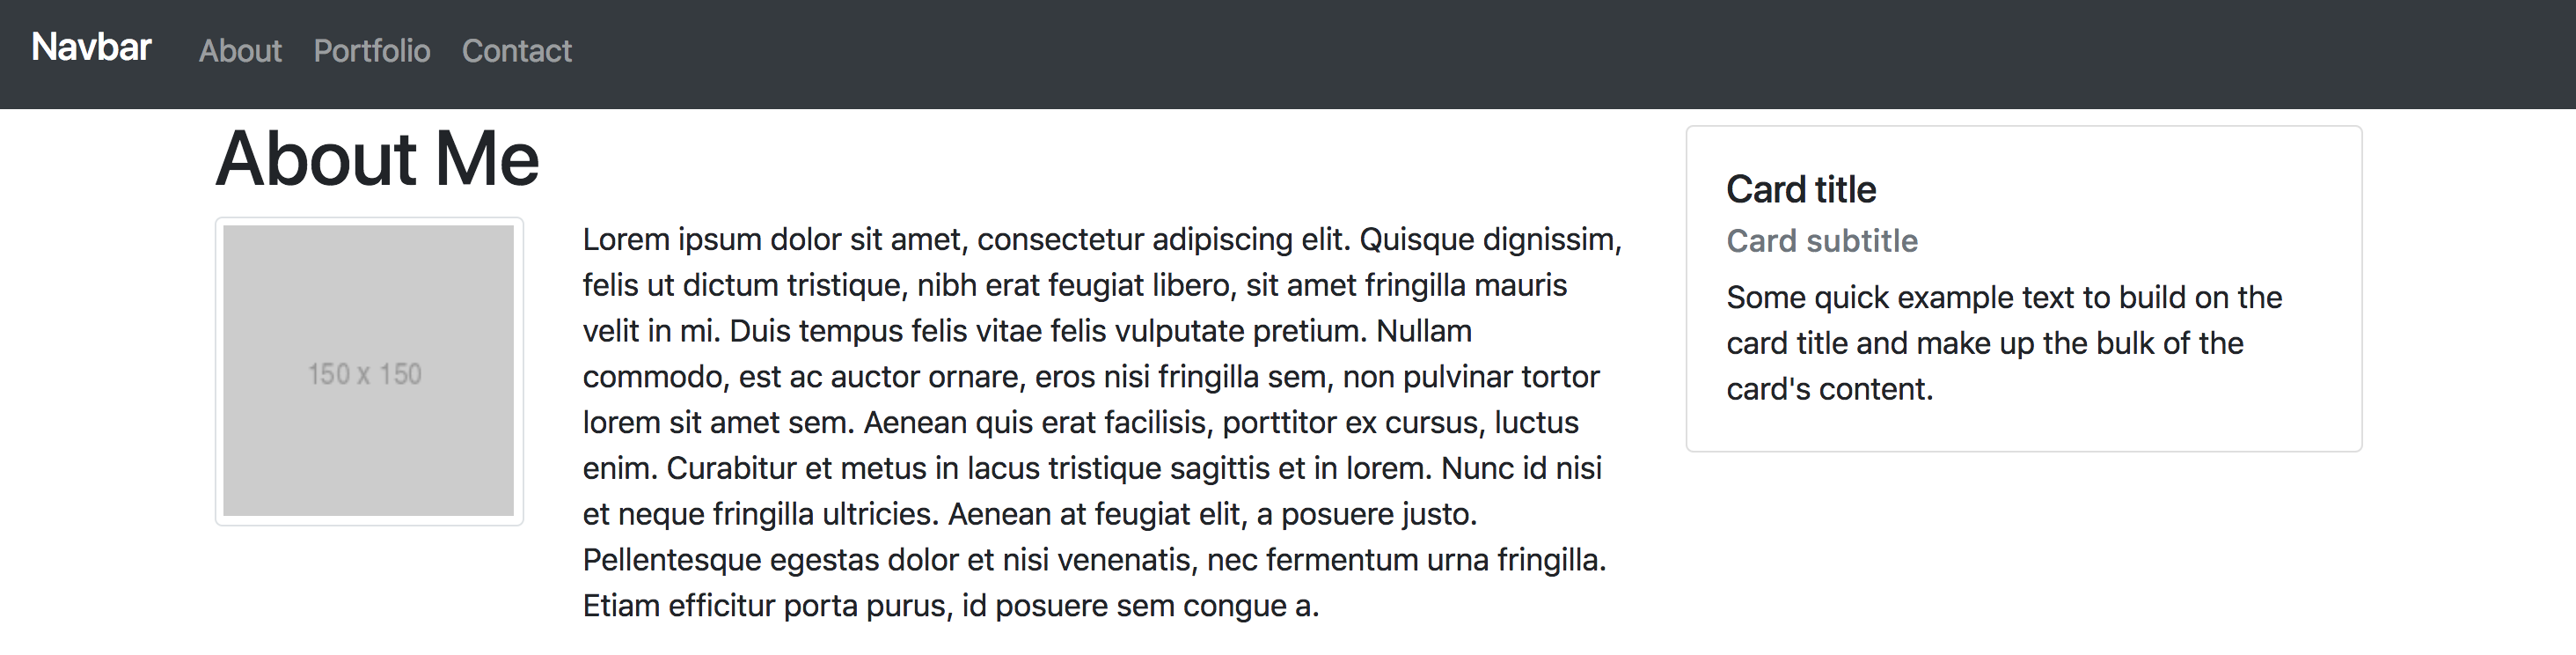 Navbar About Portfolio Contact
About Me
150 x 150
Lorem ipsum dolor sit amet, consectetur adipiscing elit. Quisque dignissim,
felis ut dictum tristique, nibh erat feugiat libero, sit amet fringilla mauris
velit in mi. Duis tempus felis vitae felis vulputate pretium. Nullam
commodo, est ac auctor ornare, eros nisi fringilla sem, non pulvinar tortor
lorem sit amet sem. Aenean quis erat facilisis, porttitor ex cursus, luctus
enim. Curabitur et metus in lacus tristique sagittis et in lorem. Nunc id nisi
et neque fringilla ultricies. Aenean at feugiat elit, a posuere justo.
Pellentesque egestas dolor et nisi venenatis, nec fermentum urna fringilla.
Etiam efficitur porta purus, id posuere sem congue a.
Card title
Card subtitle
Some quick example text to build on the
card title and make up the bulk of the
card's content.